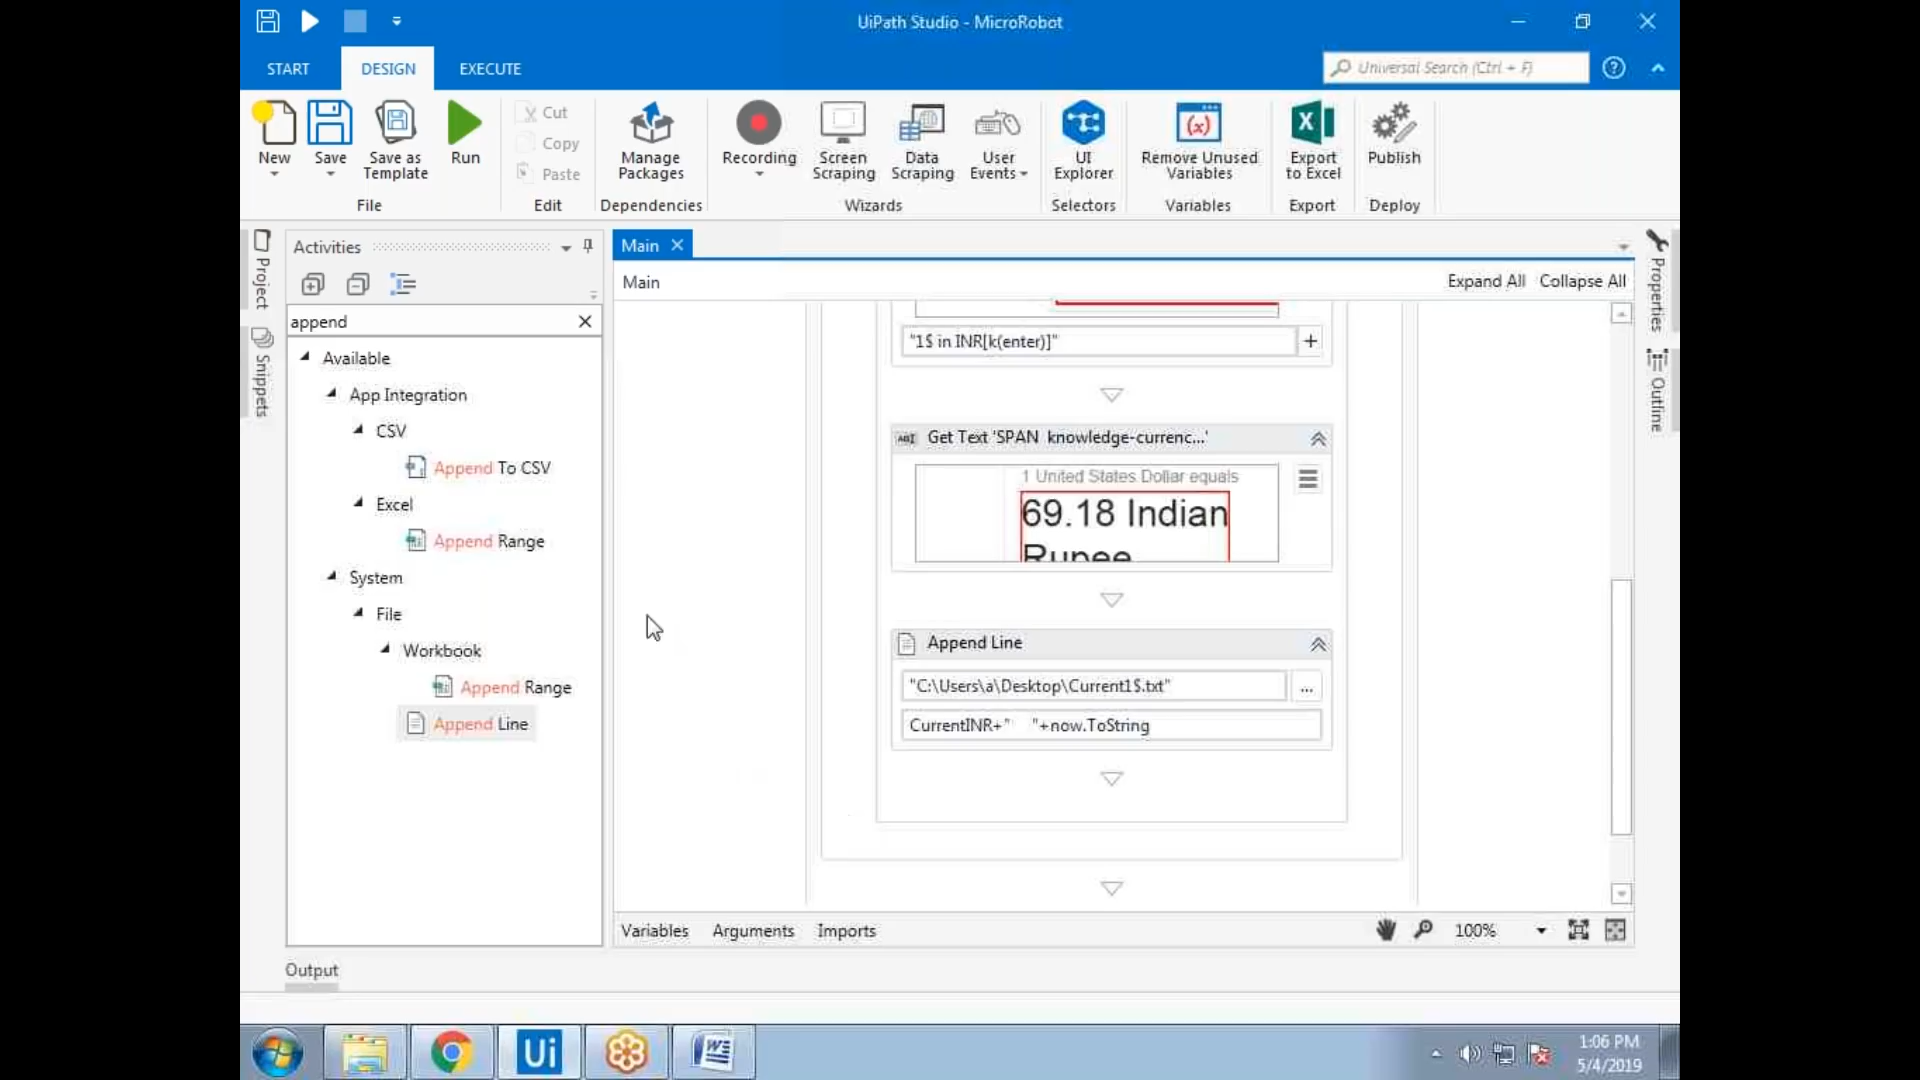 UiPath Studio - MicroRobot
START
DESIGN
EXECUTE
Universal Search (Ctrl + F)
New
Save
Save as Template
Run
Cut
Copy
Paste
Manage Packages
Recording
Screen Scraping
Data Scraping
User Events
UI Explorer
Remove Unused Variables
Export to Excel
Publish
File
Edit
Dependencies
Wizards
Selectors
Variables
Export
Deploy
Project
Snippets
Activities
append
Available
App Integration
CSV
Append To CSV
Excel
Append Range
System
File
Workbook
Append Range
Append Line
Main
Main
Expand All
Collapse All
"1$ in INR[k(enter)]"
Get Text 'SPAN knowledge-currenc...'
1 United States Dollar equals
69.18 Indian
Rupee
Append Line
"C:\Users\a\Desktop\Current1$.txt"
...
CurrentINR+"    "+now.ToString
Properties
Outline
Variables
Arguments
Imports
100%
Output
Ui
1:06 PM
5/4/2019